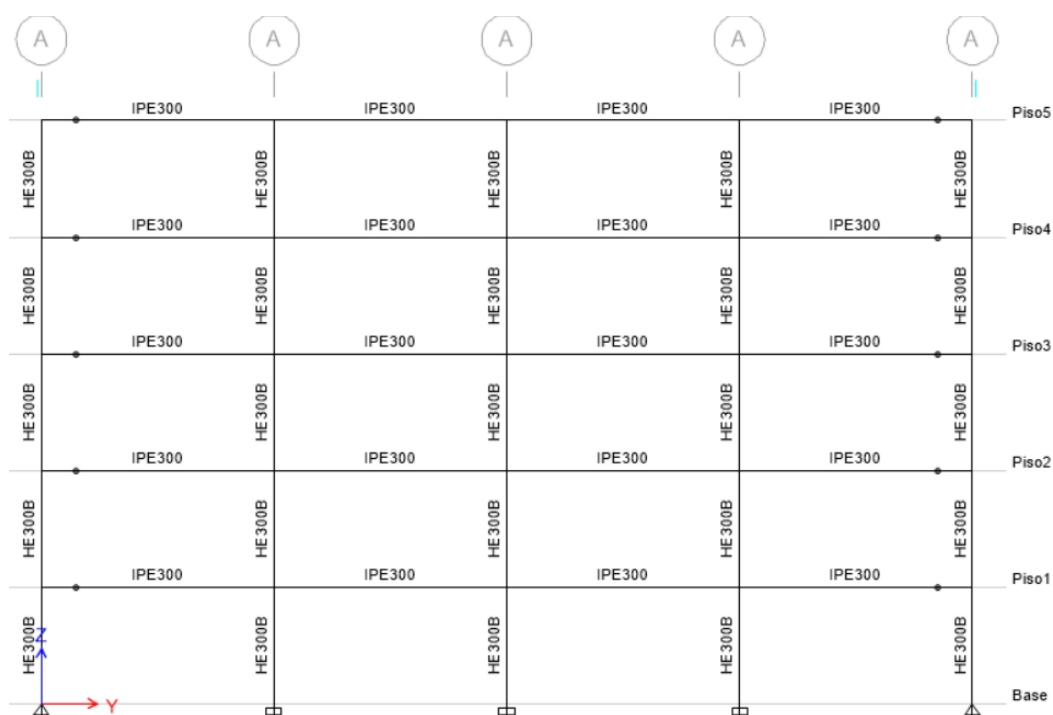 A A A A A
IPE300 IPE300 IPE300 IPE300 Piso5
HE300B HE300B HE300B HE300B HE300B
IPE300 IPE300 IPE300 IPE300 Piso4
HE300B HE300B HE300B HE300B HE300B
IPE300 IPE300 IPE300 IPE300 Piso3
HE300B HE300B HE300B HE300B HE300B
IPE300 IPE300 IPE300 IPE300 Piso2
HE300B HE300B HE300B HE300B HE300B
IPE300 IPE300 IPE300 IPE300 Piso1
HE300B HE300B HE300B HE300B HE300B
Z
Y Base